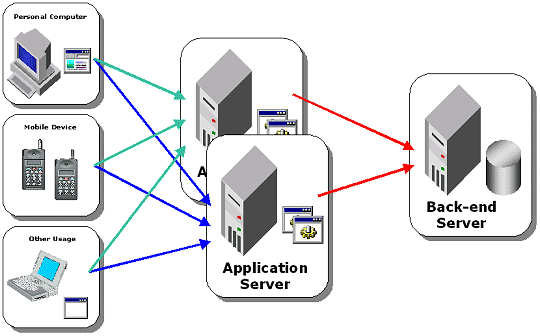 Personal Computer
Mobile Device
Other Usage
A
Application
Server
Back-end
Server